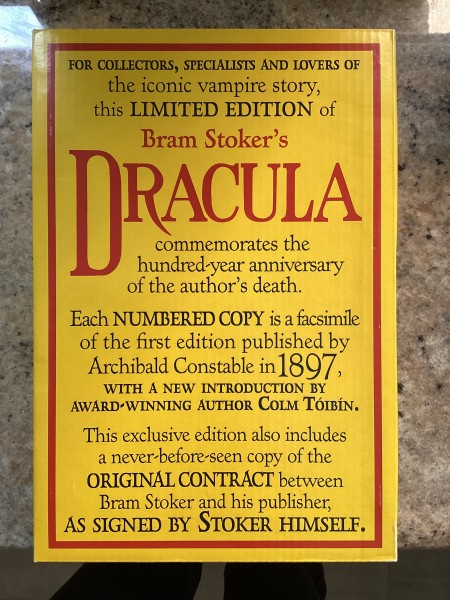 FOR COLLECTORS, SPECIALISTS AND LOVERS OF
the iconic vampire story,
this LIMITED EDITION of
Bram Stoker's
DRACULA
commemorates the
hundred-year anniversary
of the author's death.
Each NUMBERED COPY is a facsimile
of the first edition published by
Archibald Constable in 1897,
WITH A NEW INTRODUCTION BY
AWARD-WINNING AUTHOR COLM TÓIBÍN.
This exclusive edition also includes
a never-before-seen copy of the
ORIGINAL CONTRACT between
Bram Stoker and his publisher,
AS SIGNED BY STOKER HIMSELF.